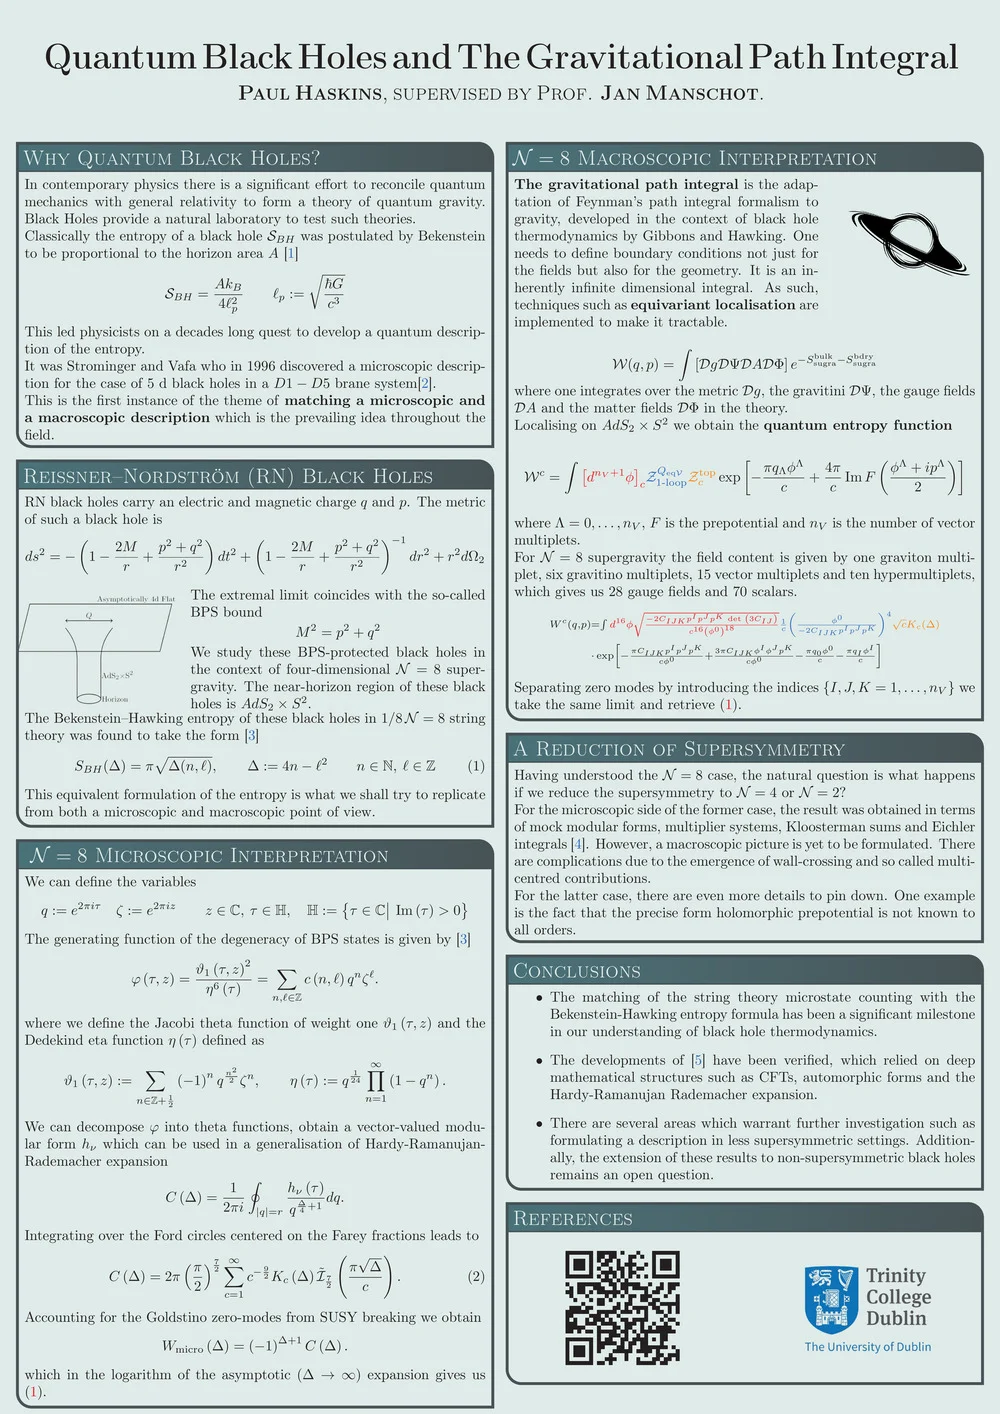 Quantum Black Holes and The Gravitational Path Integral
Paul Haskins, supervised by Prof. Jan Manschot.
Why Quantum Black Holes?
In contemporary physics there is a significant effort to reconcile quantum
mechanics with general relativity to form a theory of quantum gravity.
Black Holes provide a natural laboratory to test such theories.
Classically the entropy of a black hole 𝒮_BH was postulated by Bekenstein
to be proportional to the horizon area A [1]
𝒮_BH = Ak_B / 4ℓ_p^2    ℓ_p := √(ħG / c^3)
This led physicists on a decades long quest to develop a quantum descrip-
tion of the entropy.
It was Strominger and Vafa who in 1996 discovered a microscopic descrip-
tion for the case of 5 d black holes in a D1 − D5 brane system[2].
This is the first instance of the theme of matching a microscopic and
a macroscopic description which is the prevailing idea throughout the
field.
Reissner–Nordström (RN) Black Holes
RN black holes carry an electric and magnetic charge q and p. The metric
of such a black hole is
ds^2 = −(1 − 2M/r + (p^2 + q^2)/r^2) dt^2 + (1 − 2M/r + (p^2 + q^2)/r^2)^{−1} dr^2 + r^2 dΩ_2
Asymptotically 4d Flat
Q
AdS_2×S^2
Horizon
The extremal limit coincides with the so-called
BPS bound
M^2 = p^2 + q^2
We study these BPS-protected black holes in
the context of four-dimensional 𝒩 = 8 super-
gravity. The near-horizon region of these black
holes is AdS_2 × S^2.
The Bekenstein–Hawking entropy of these black holes in 1/8 𝒩 = 8 string
theory was found to take the form [3]
S_BH(Δ) = π√Δ(n, ℓ),    Δ := 4n − ℓ^2    n ∈ ℕ, ℓ ∈ ℤ    (1)
This equivalent formulation of the entropy is what we shall try to replicate
from both a microscopic and macroscopic point of view.
𝒩 = 8 Microscopic Interpretation
We can define the variables
q := e^{2πiτ}    ζ := e^{2πiz}    z ∈ ℂ, τ ∈ ℍ,    ℍ := {τ ∈ ℂ| Im (τ) > 0}
The generating function of the degeneracy of BPS states is given by [3]
φ (τ, z) = ϑ_1 (τ, z)^2 / η^6 (τ) = ∑_{n,ℓ∈ℤ} c (n, ℓ) q^n ζ^ℓ.
where we define the Jacobi theta function of weight one ϑ_1 (τ, z) and the
Dedekind eta function η (τ) defined as
ϑ_1 (τ, z) := ∑_{n∈ℤ+1/2} (−1)^n q^{n^2/2} ζ^n,    η (τ) := q^{1/24} ∏_{n=1}^{∞} (1 − q^n) .
We can decompose φ into theta functions, obtain a vector-valued modu-
lar form h_ν which can be used in a generalisation of Hardy-Ramanujan-
Rademacher expansion
C (Δ) = 1/2πi ∮_{|q|=r} h_ν (τ) / q^{Δ/4+1} dq.
Integrating over the Ford circles centered on the Farey fractions leads to
C (Δ) = 2π (π/2)^{7/2} ∑_{c=1}^{∞} c^{−9/2} K_c (Δ) Ĩ_{7/2} (π√Δ / c) .    (2)
Accounting for the Goldstino zero-modes from SUSY breaking we obtain
W_micro (Δ) = (−1)^{Δ+1} C (Δ) .
which in the logarithm of the asymptotic (Δ → ∞) expansion gives us
(1).
𝒩 = 8 Macroscopic Interpretation
The gravitational path integral is the adap-
tation of Feynman's path integral formalism to
gravity, developed in the context of black hole
thermodynamics by Gibbons and Hawking. One
needs to define boundary conditions not just for
the fields but also for the geometry. It is an in-
herently infinite dimensional integral. As such,
techniques such as equivariant localisation are
implemented to make it tractable.
𝒲(q, p) = ∫ [𝒟g𝒟Ψ𝒟A𝒟Φ] e^{−S_sugra^bulk − S_sugra^bdry}
where one integrates over the metric 𝒟g, the gravitini 𝒟Ψ, the gauge fields
𝒟A and the matter fields 𝒟Φ in the theory.
Localising on AdS_2 × S^2 we obtain the quantum entropy function
𝒲^c = ∫ [d^{n_V+1}φ]_c 𝒵_{1-loop}^{Q_eqV} 𝒵_c^{top} exp [−πq_Λφ^Λ/c + 4π/c Im F ((φ^Λ + ip^Λ)/2)]
where Λ = 0, . . . , n_V, F is the prepotential and n_V is the number of vector
multiplets.
For 𝒩 = 8 supergravity the field content is given by one graviton multi-
plet, six gravitino multiplets, 15 vector multiplets and ten hypermultiplets,
which gives us 28 gauge fields and 70 scalars.
W^c(q,p)=∫ d^{16}φ √(−2C_{IJK}p^Ip^Jp^K det (3C_{IJ}) / c^{16}(φ^0)^{18}) 1/c (φ^0 / −2C_{IJK}p^Ip^Jp^K)^4 √c K_c(Δ)
· exp[−πC_{IJK}p^Ip^Jp^K/cφ^0 + 3πC_{IJK}φ^Iφ^Jp^K/cφ^0 − πq_0φ^0/c − πq_Iφ^I/c]
Separating zero modes by introducing the indices {I, J, K = 1, . . . , n_V} we
take the same limit and retrieve (1).
A Reduction of Supersymmetry
Having understood the 𝒩 = 8 case, the natural question is what happens
if we reduce the supersymmetry to 𝒩 = 4 or 𝒩 = 2?
For the microscopic side of the former case, the result was obtained in terms
of mock modular forms, multiplier systems, Kloosterman sums and Eichler
integrals [4]. However, a macroscopic picture is yet to be formulated. There
are complications due to the emergence of wall-crossing and so called multi-
centred contributions.
For the latter case, there are even more details to pin down. One example
is the fact that the precise form holomorphic prepotential is not known to
all orders.
Conclusions
• The matching of the string theory microstate counting with the
Bekenstein-Hawking entropy formula has been a significant milestone
in our understanding of black hole thermodynamics.
• The developments of [5] have been verified, which relied on deep
mathematical structures such as CFTs, automorphic forms and the
Hardy-Ramanujan Rademacher expansion.
• There are several areas which warrant further investigation such as
formulating a description in less supersymmetric settings. Addition-
ally, the extension of these results to non-supersymmetric black holes
remains an open question.
References
Trinity
College
Dublin
The University of Dublin